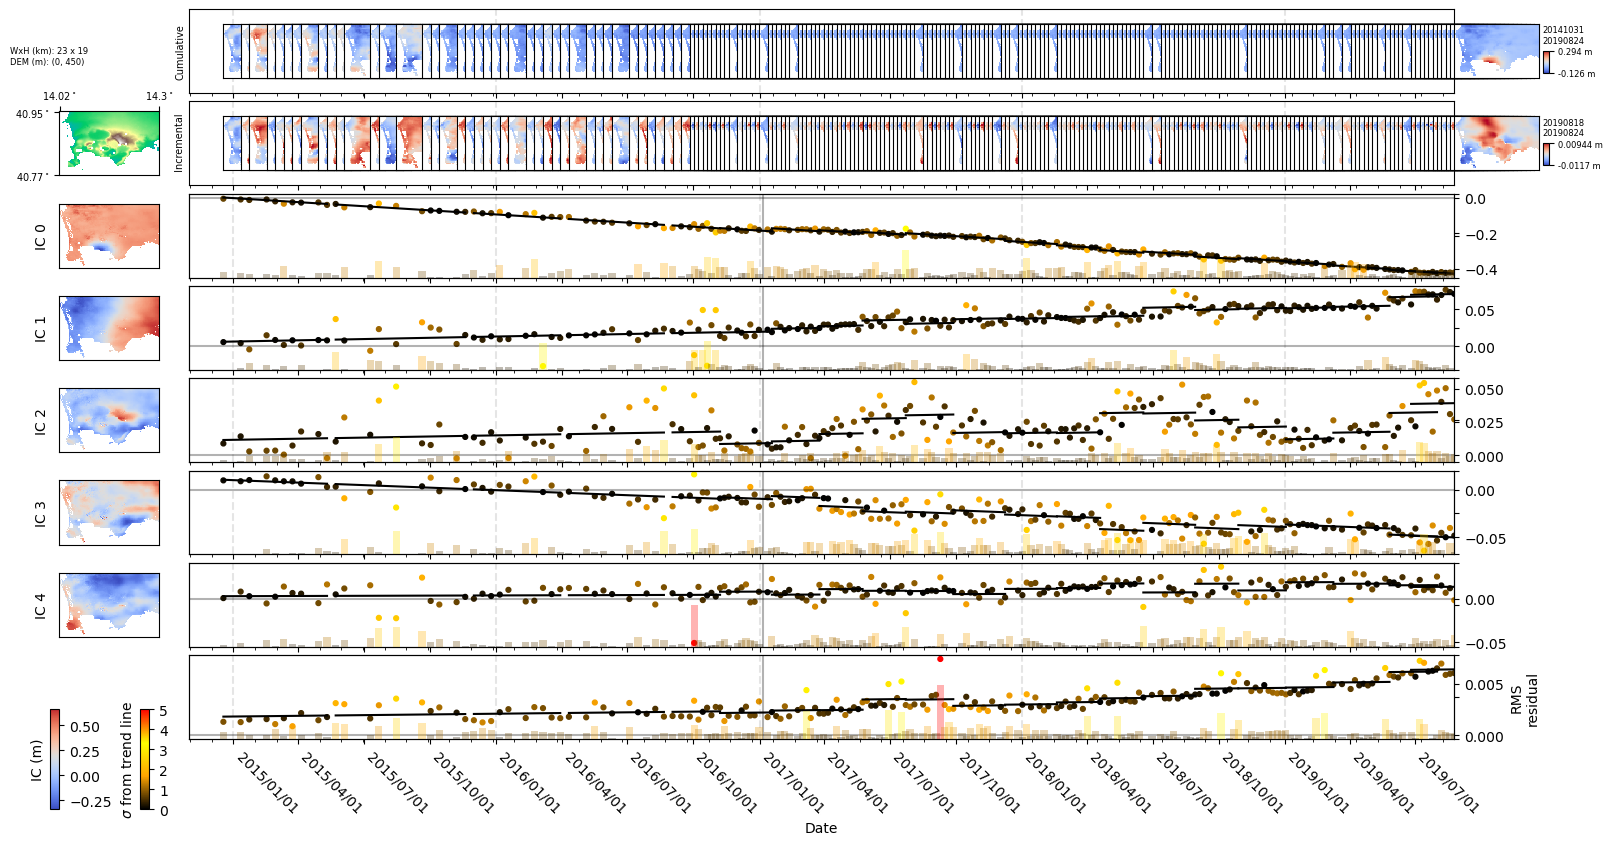 WxH (km): 23 x 19
DEM (m): (0, 450)
Cumulative
20141031
20190824
0.294 m
-0.126 m
14.02°
14.3°
40.95°
40.77°
Incremental
20190818
20190824
0.00944 m
-0.0117 m
IC 0
0.0
−0.2
−0.4
IC 1
0.05
0.00
IC 2
0.050
0.025
0.000
IC 3
0.00
−0.05
IC 4
0.00
−0.05
0.005
0.000
RMS
residual
IC (m)
0.50
0.25
0.00
−0.25
σ from trend line
5
4
3
2
1
0
2015/01/01
2015/04/01
2015/07/01
2015/10/01
2016/01/01
2016/04/01
2016/07/01
2016/10/01
2017/01/01
2017/04/01
2017/07/01
2017/10/01
2018/01/01
2018/04/01
2018/07/01
2018/10/01
2019/01/01
2019/04/01
2019/07/01
Date